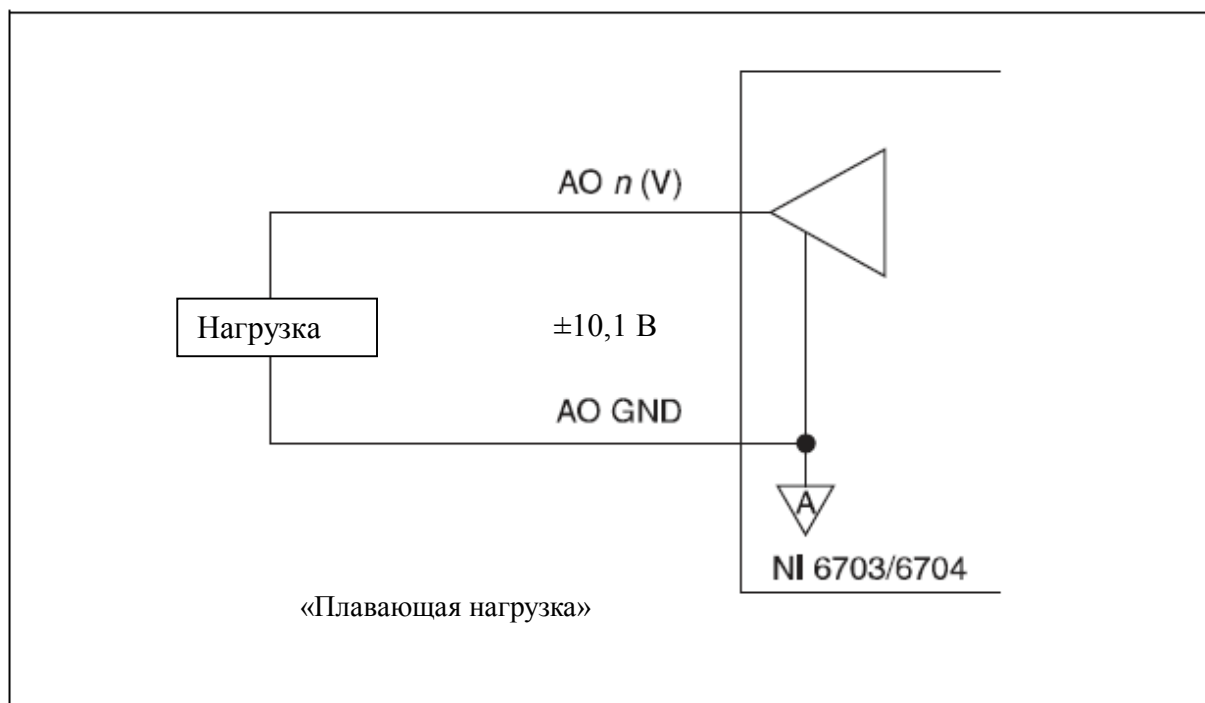 AO n (V)
Нагрузка
±10,1 В
AO GND
A
NI 6703/6704
«Плавающая нагрузка»